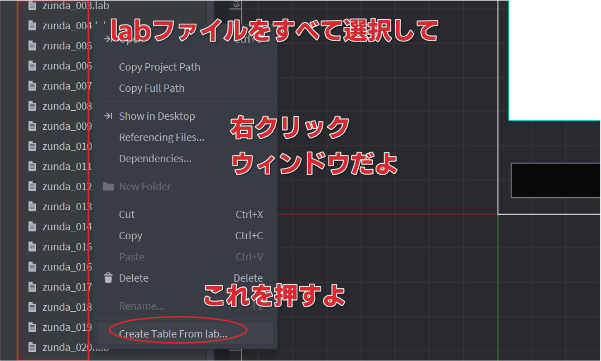 zunda_003.lab
labファイルをすべて選択して
zunda_004
zunda_005
Copy Project Path
zunda_006
Copy Full Path
zunda_007
zunda_008
Show in Desktop
zunda_009
Referencing Files...
右クリック
zunda_010
Dependencies...
ウィンドウだよ
zunda_011
zunda_012
New Folder
zunda_013
Cut Ctrl+X
zunda_014
Copy Ctrl+C
zunda_015
Paste Ctrl+V
zunda_016
Delete Delete
zunda_017
これを押すよ
zunda_018
Rename...
zunda_019
Create Table From lab...
zunda_020.lab